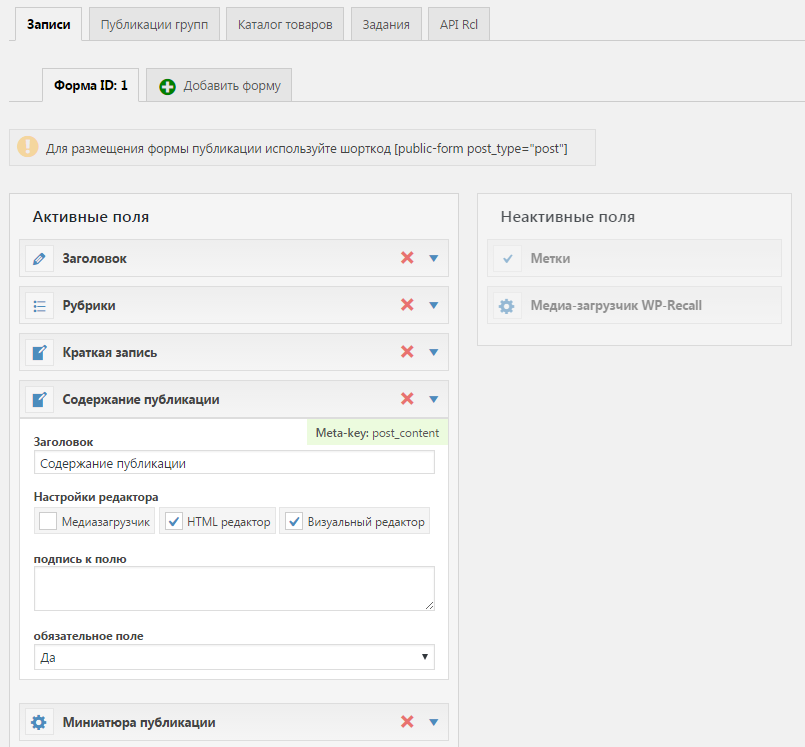 Записи Публикации групп Каталог товаров Задания API Rcl
Форма ID: 1 Добавить форму
Для размещения формы публикации используйте шорткод [public-form post_type="post"]
Активные поля
Заголовок
Рубрики
Краткая запись
Содержание публикации
Meta-key: post_content
Заголовок
Содержание публикации
Настройки редактора
Медиазагрузчик HTML редактор Визуальный редактор
подпись к полю
обязательное поле
Да
Миниатюра публикации
Неактивные поля
Метки
Медиа-загрузчик WP-Recall